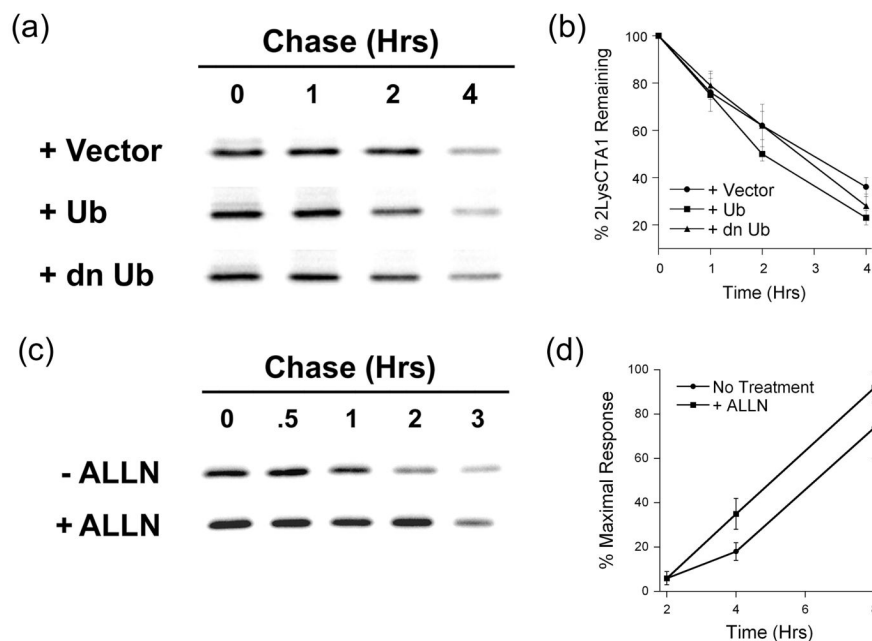 (a)
Chase (Hrs)
0 1 2 4
+ Vector
+ Ub
+ dn Ub
(b)
% 2LysCTA1 Remaining
100
80
60
40
20
+ Vector
+ Ub
+ dn Ub
0 1 2 3 4
Time (Hrs)
(c)
Chase (Hrs)
0 .5 1 2 3
- ALLN
+ ALLN
(d)
% Maximal Response
100
80
60
40
20
0
No Treatment
+ ALLN
2 4 6 8
Time (Hrs)